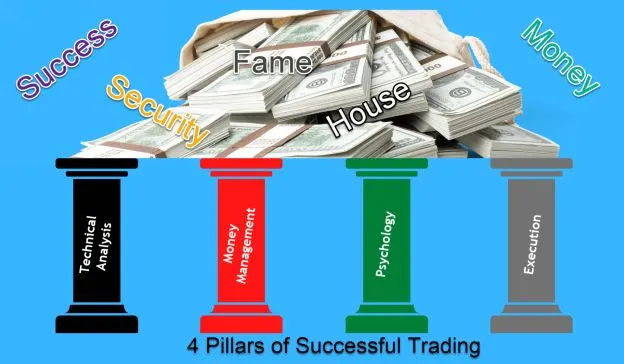 Success
Fame
Money
Security
House
Technical
Analysis
Money
Management
Psychology
Execution
4 Pillars of Successful Trading